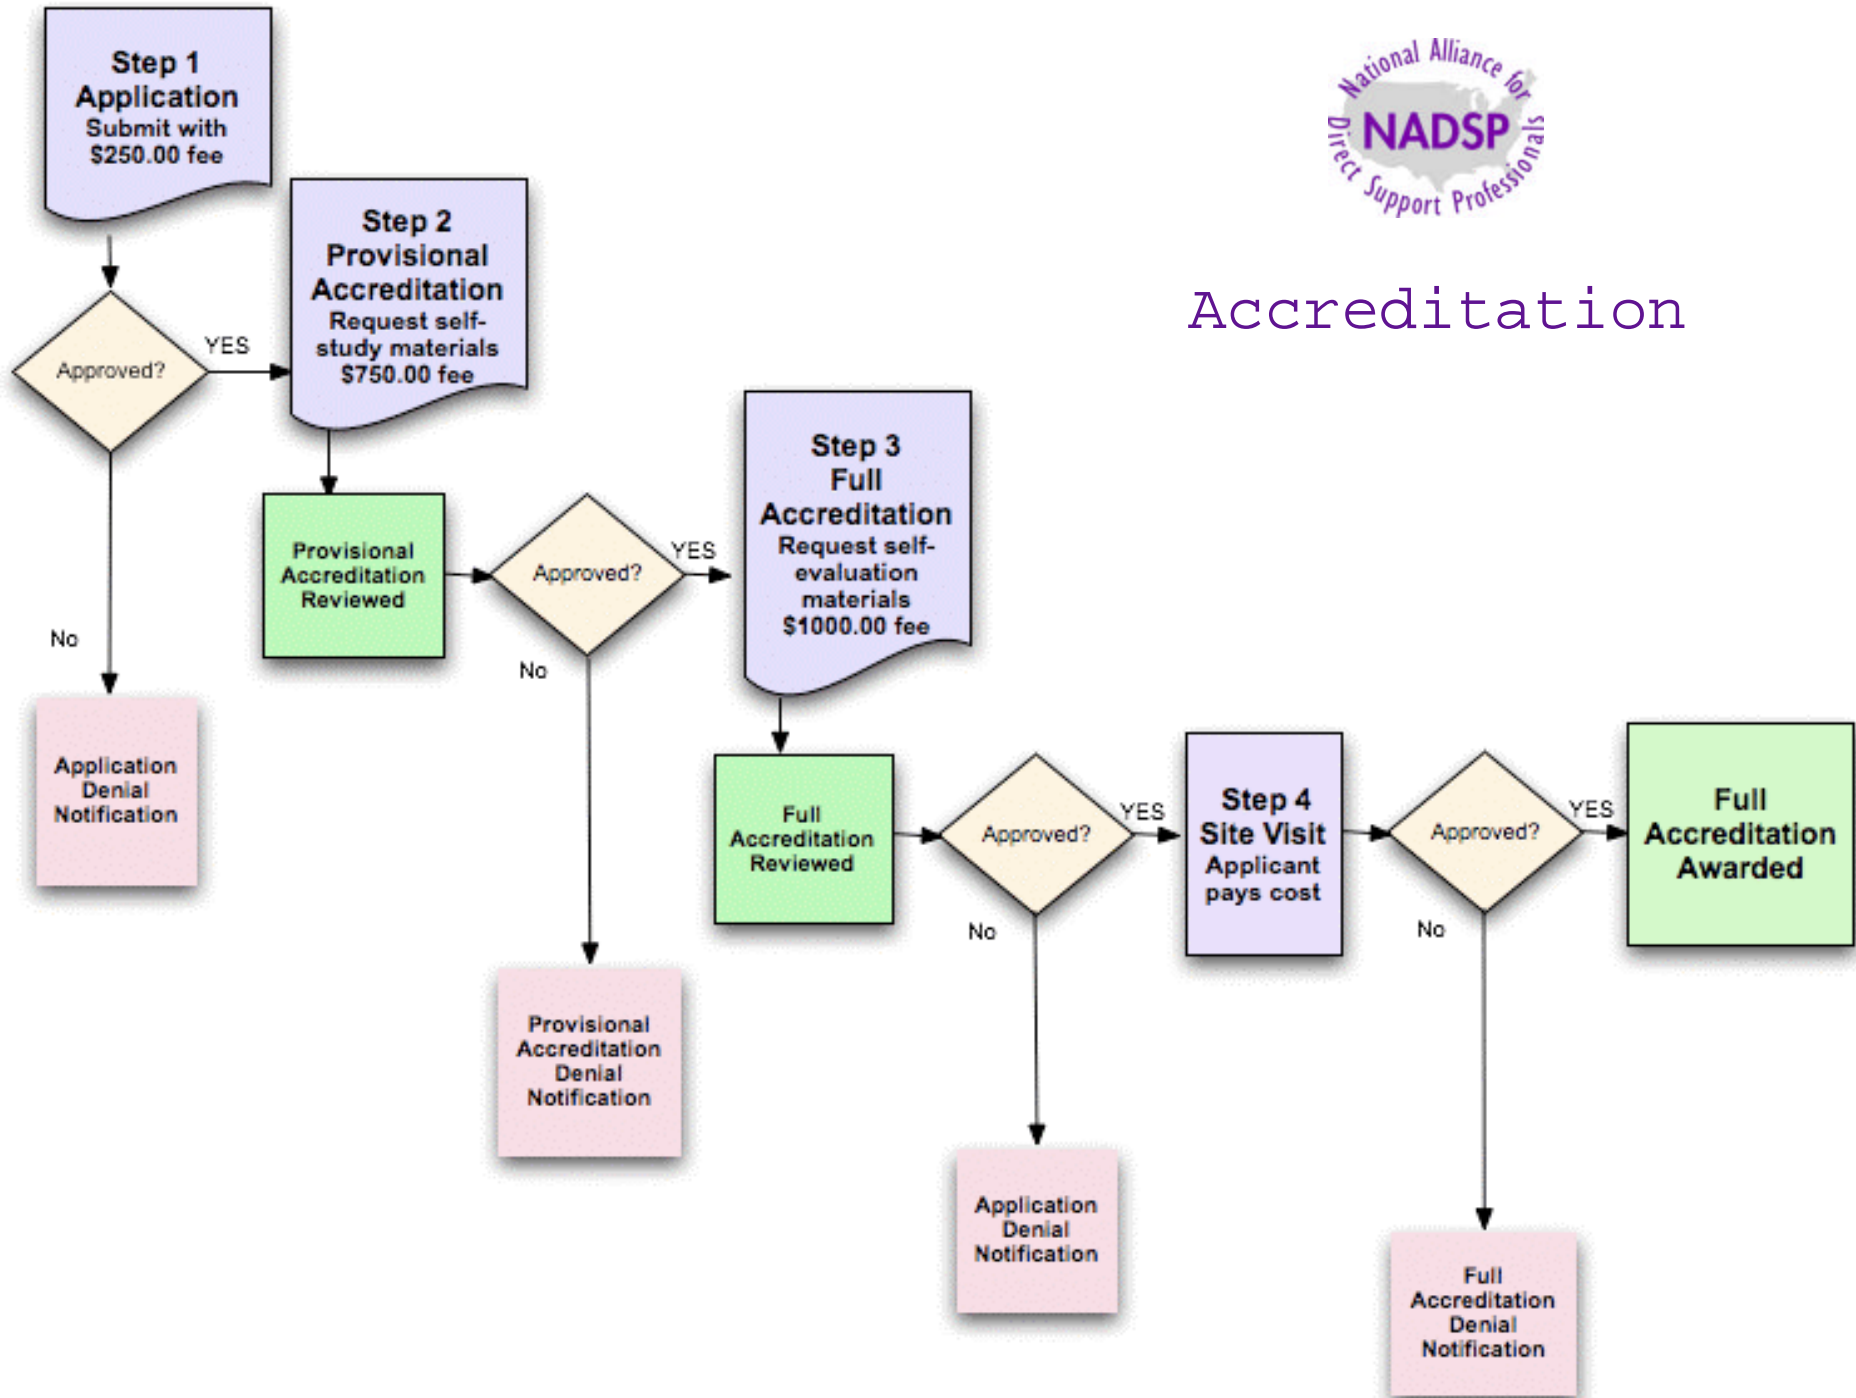 Step 1
Application
Submit with
$250.00 fee
National Alliance for
NADSP
Direct Support Professionals
Accreditation
Step 2
Provisional
Accreditation
Request self-
study materials
$750.00 fee
Approved?
YES
No
Application
Denial
Notification
Provisional
Accreditation
Reviewed
Approved?
YES
No
Provisional
Accreditation
Denial
Notification
Step 3
Full
Accreditation
Request self-
evaluation
materials
$1000.00 fee
Full
Accreditation
Reviewed
Approved?
YES
No
Application
Denial
Notification
Step 4
Site Visit
Applicant
pays cost
Approved?
YES
No
Full
Accreditation
Denial
Notification
Full
Accreditation
Awarded